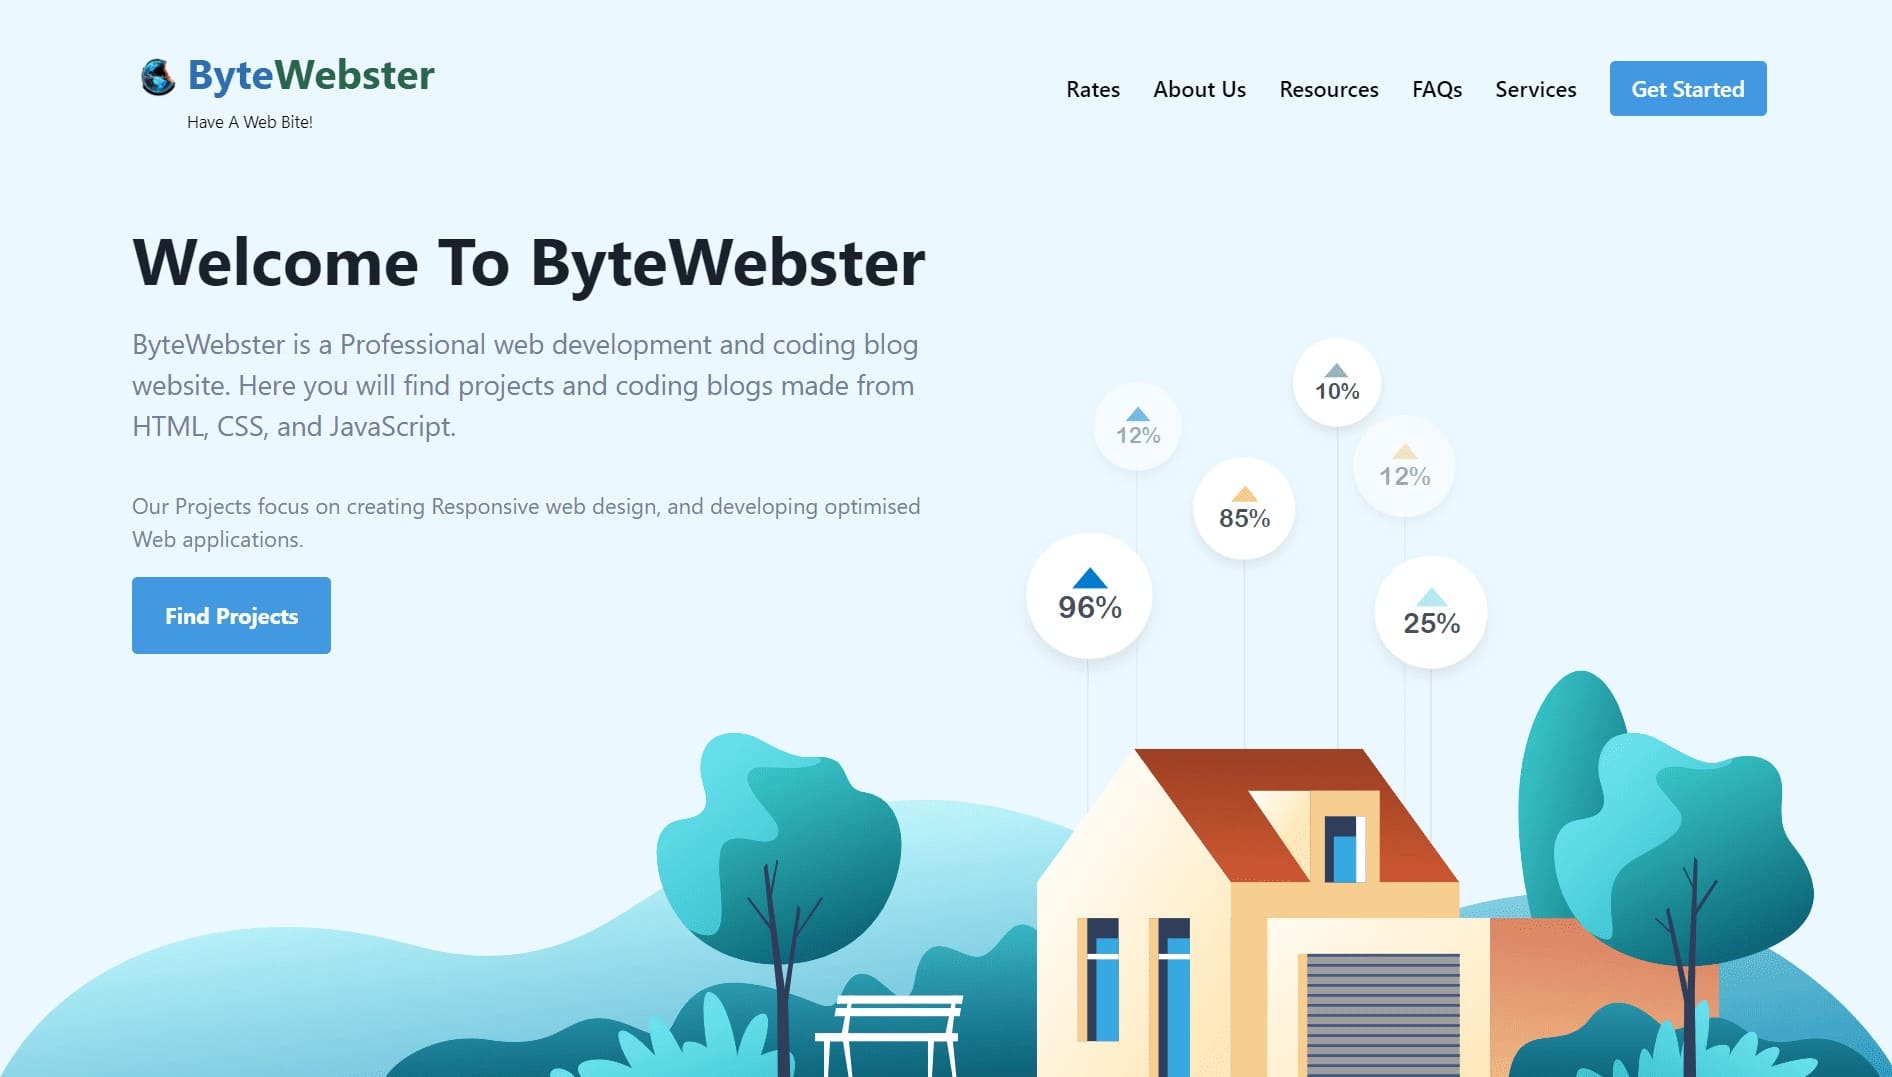 ByteWebster
Have A Web Bite!
Rates About Us Resources FAQs Services Get Started
Welcome To ByteWebster
ByteWebster is a Professional web development and coding blog
website. Here you will find projects and coding blogs made from
HTML, CSS, and JavaScript.
Our Projects focus on creating Responsive web design, and developing optimised
Web applications.
Find Projects
10%
12%
12%
85%
96%
25%